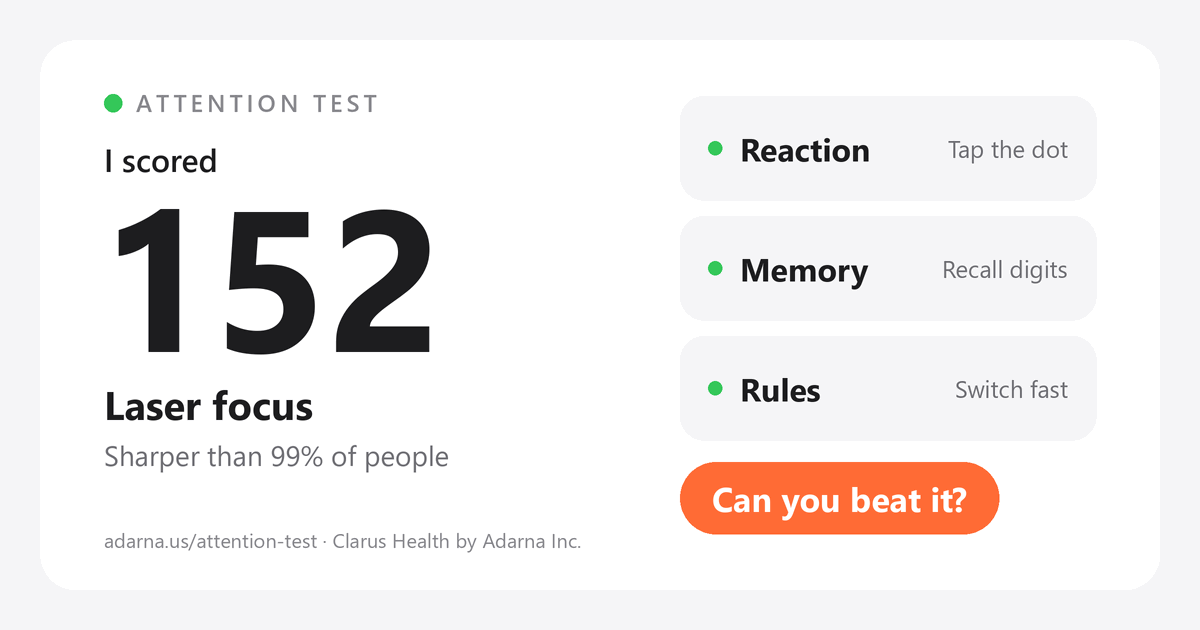 ATTENTION TEST
I scored
152
Laser focus
Sharper than 99% of people
adarna.us/attention-test · Clarus Health by Adarna Inc.
Reaction Tap the dot
Memory Recall digits
Rules Switch fast
Can you beat it?